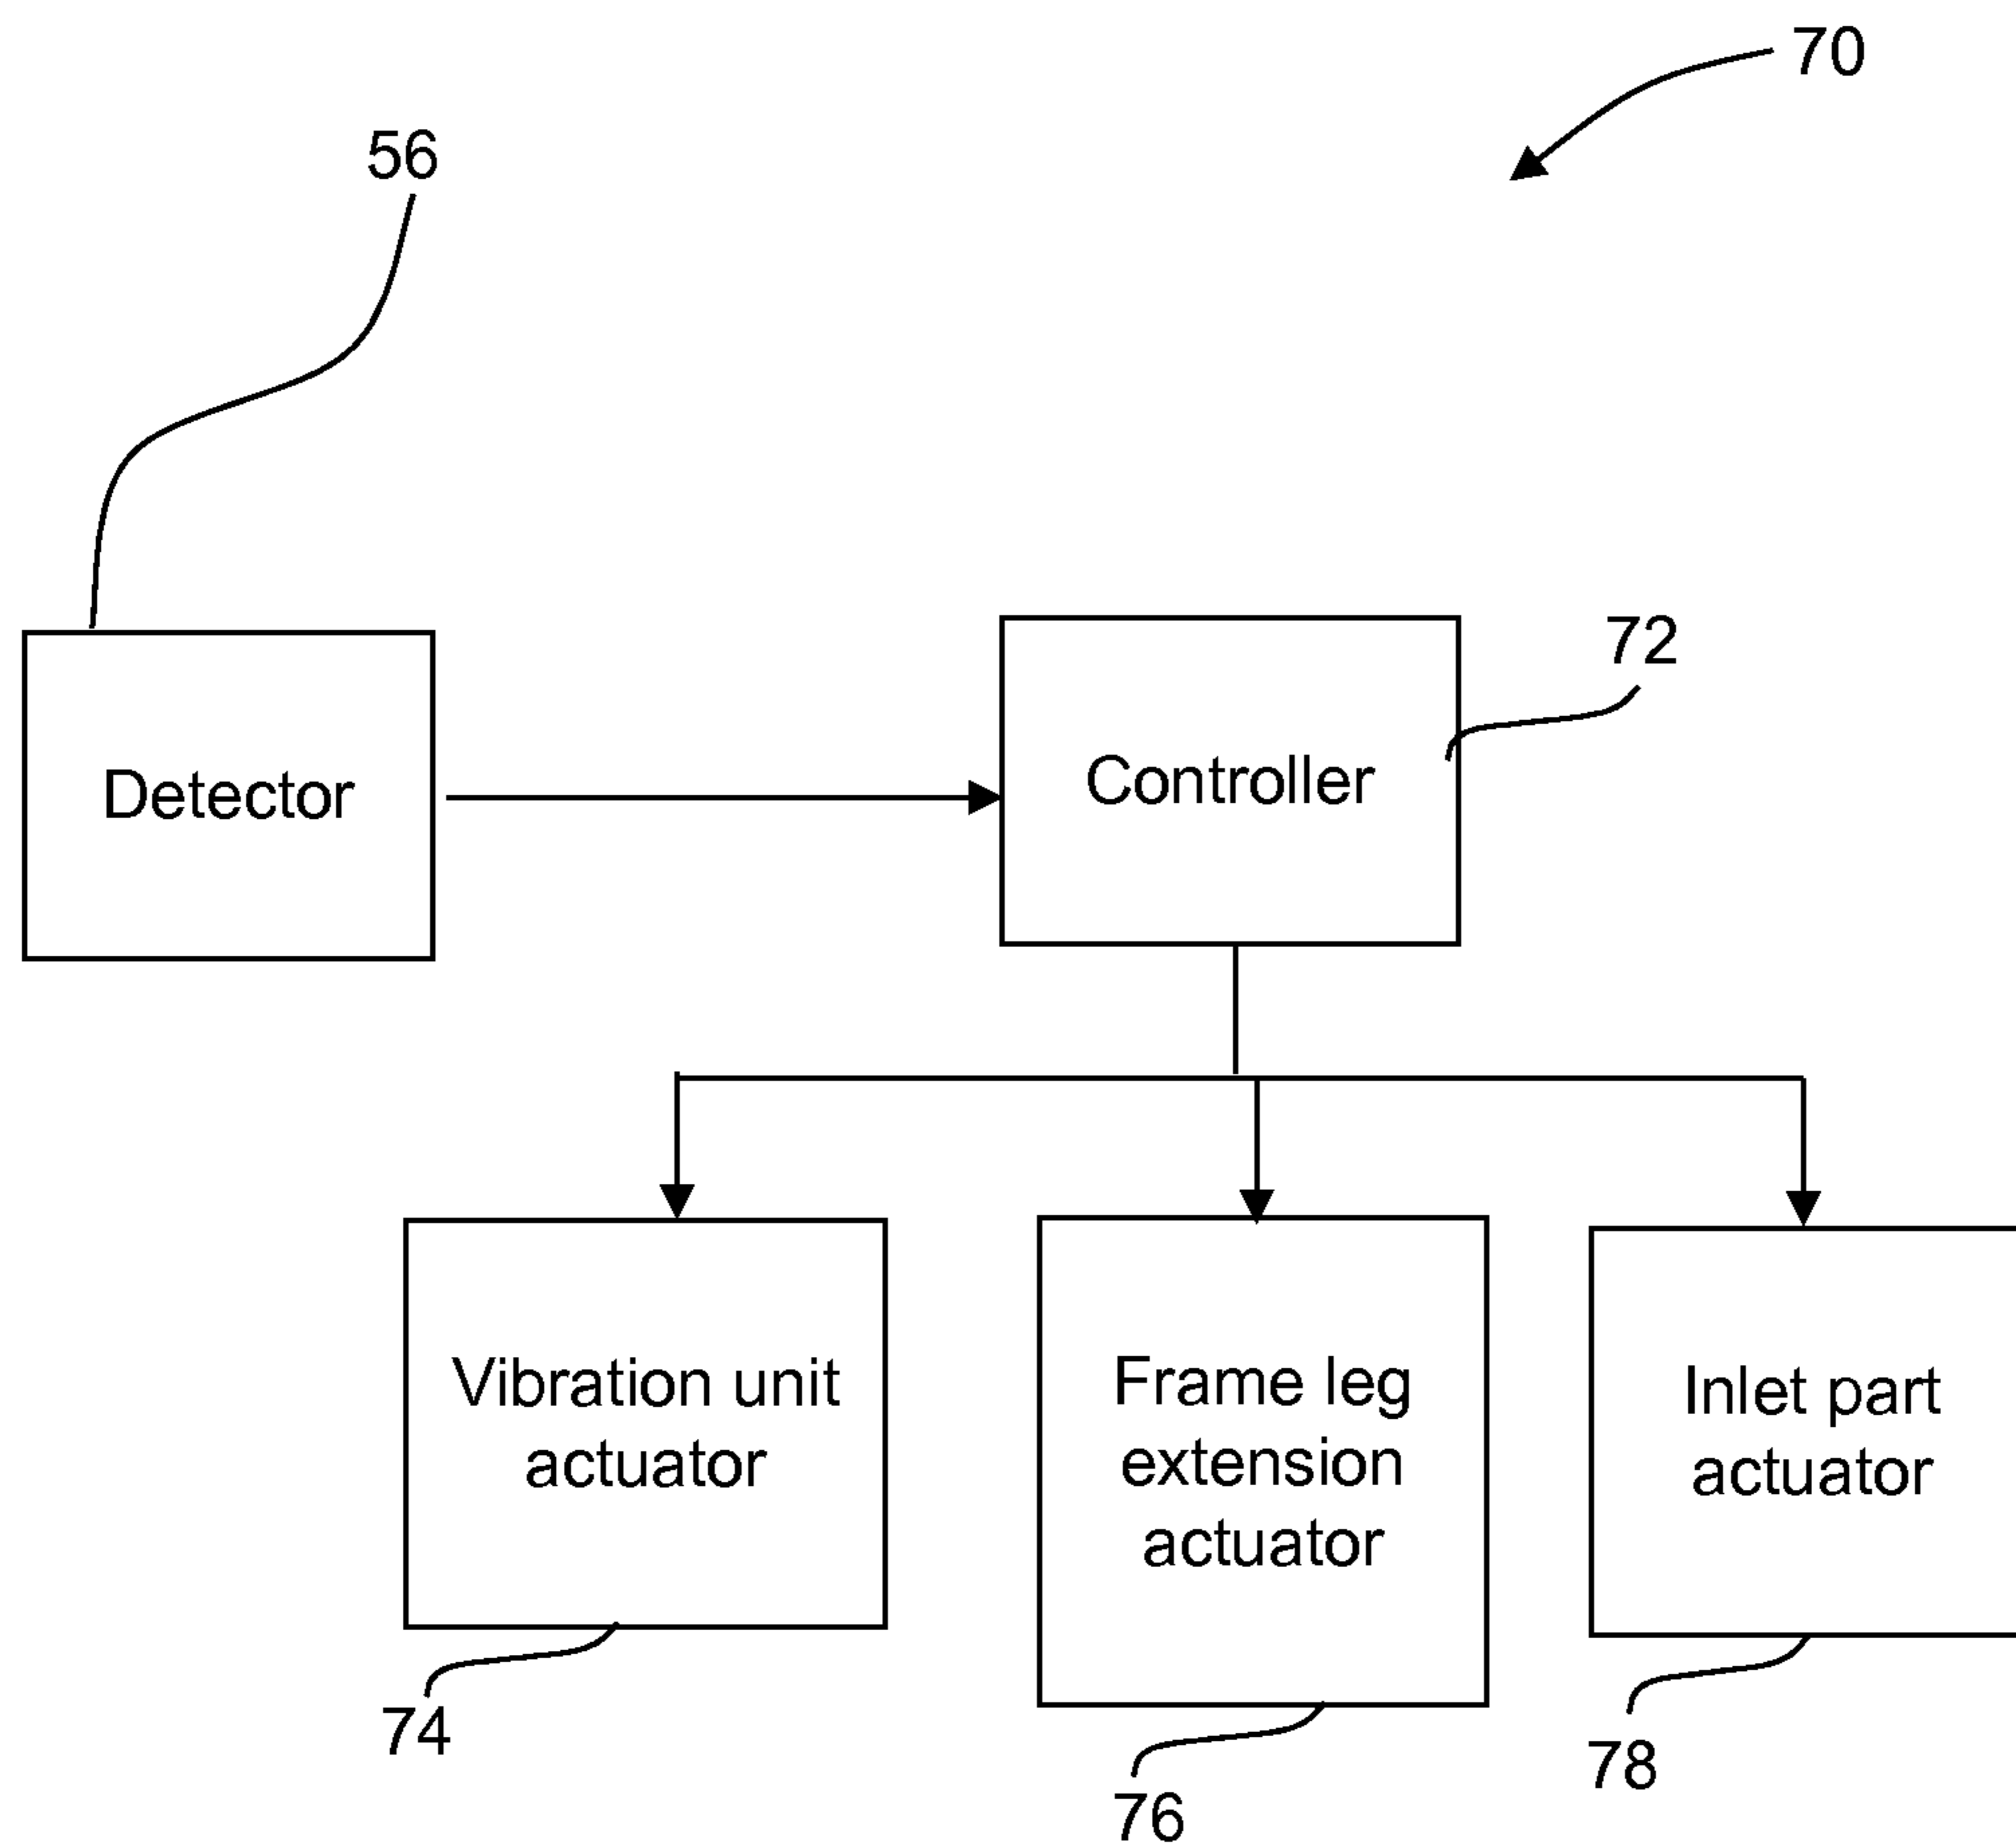 70
56
72
Detector
Controller
Vibration unit
actuator
Frame leg
extension
actuator
Inlet part
actuator
74
76
78